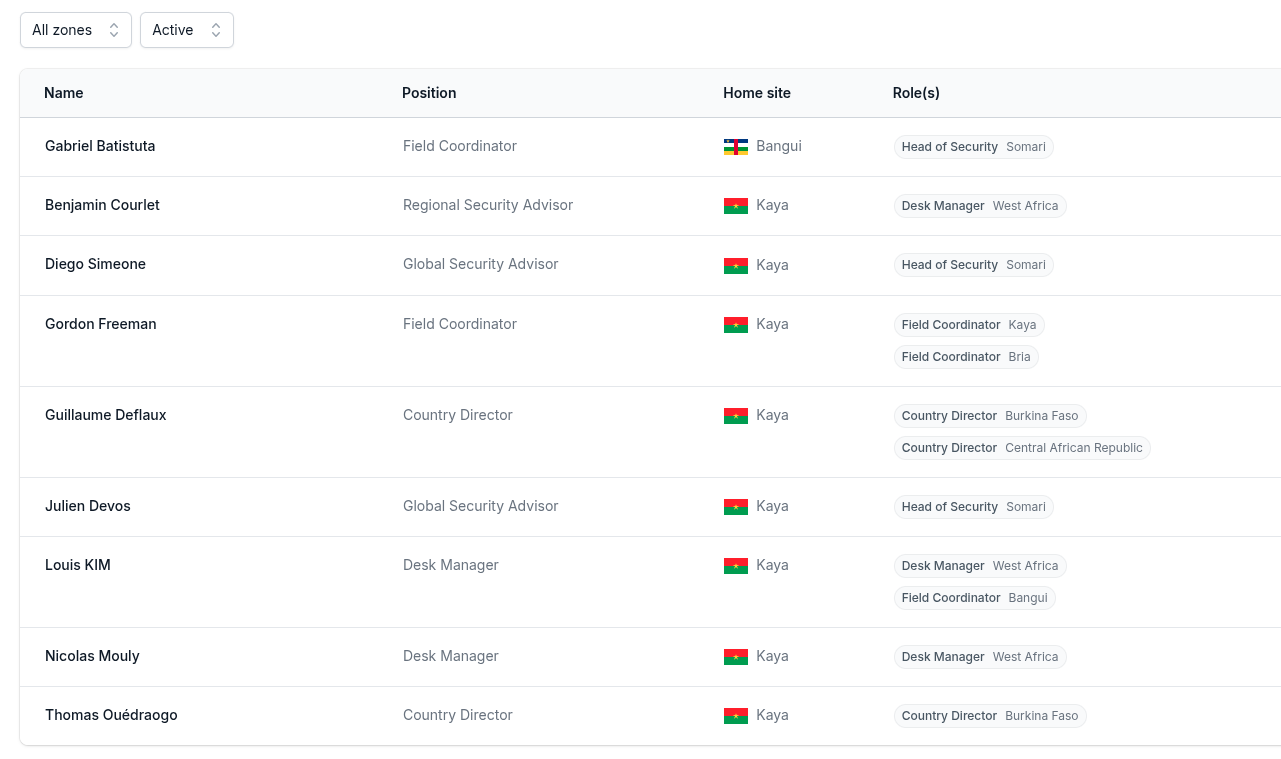 All zones Active
Name Position Home site Role(s)
Gabriel Batistuta Field Coordinator Bangui Head of Security Somari
Benjamin Courlet Regional Security Advisor Kaya Desk Manager West Africa
Diego Simeone Global Security Advisor Kaya Head of Security Somari
Gordon Freeman Field Coordinator Kaya Field Coordinator Kaya
Field Coordinator Bria
Guillaume Deflaux Country Director Kaya Country Director Burkina Faso
Country Director Central African Republic
Julien Devos Global Security Advisor Kaya Head of Security Somari
Louis KIM Desk Manager Kaya Desk Manager West Africa
Field Coordinator Bangui
Nicolas Mouly Desk Manager Kaya Desk Manager West Africa
Thomas Ouédraogo Country Director Kaya Country Director Burkina Faso